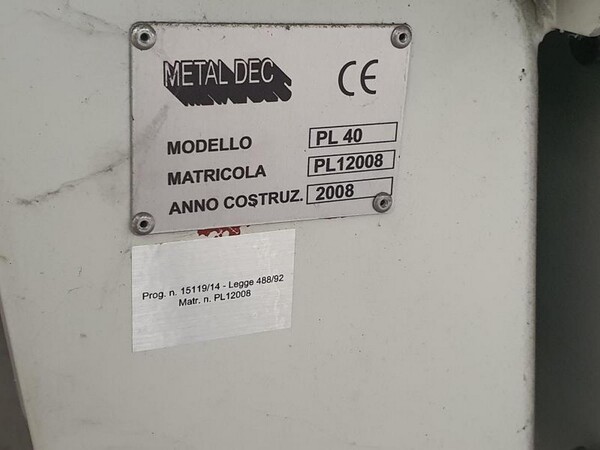 METAL DEC
CE
MODELLO PL 40
MATRICOLA PL12008
ANNO COSTRUZ. 2008
Prog. n. 15119/14 - Legge 488/92
Matr. n. PL12008